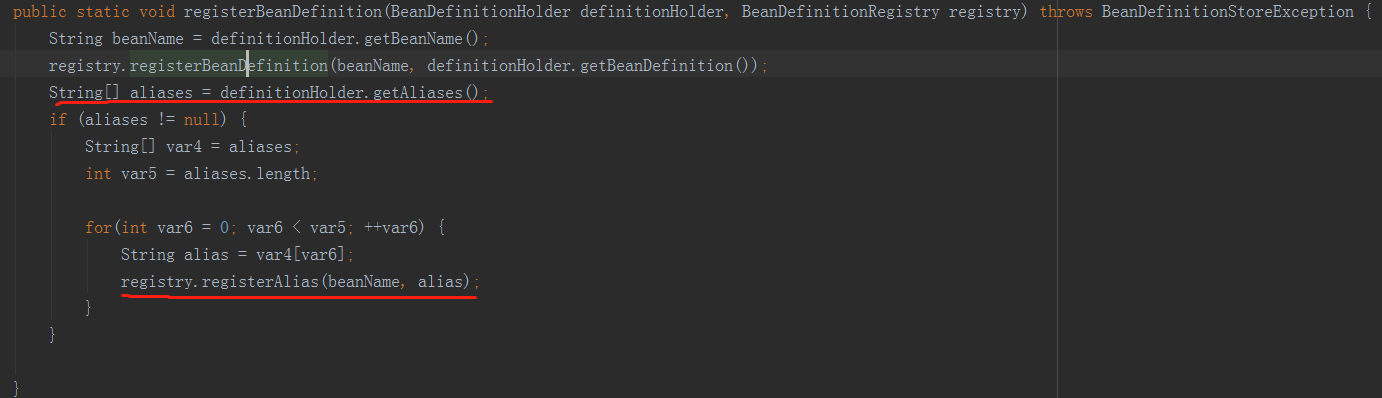 public static void registerBeanDefinition(BeanDefinitionHolder definitionHolder, BeanDefinitionRegistry registry) throws BeanDefinitionStoreException {
    String beanName = definitionHolder.getBeanName();
    registry.registerBeanDefinition(beanName, definitionHolder.getBeanDefinition());
    String[] aliases = definitionHolder.getAliases();
    if (aliases != null) {
        String[] var4 = aliases;
        int var5 = aliases.length;
        for(int var6 = 0; var6 < var5; ++var6) {
            String alias = var4[var6];
            registry.registerAlias(beanName, alias);
        }
    }
}